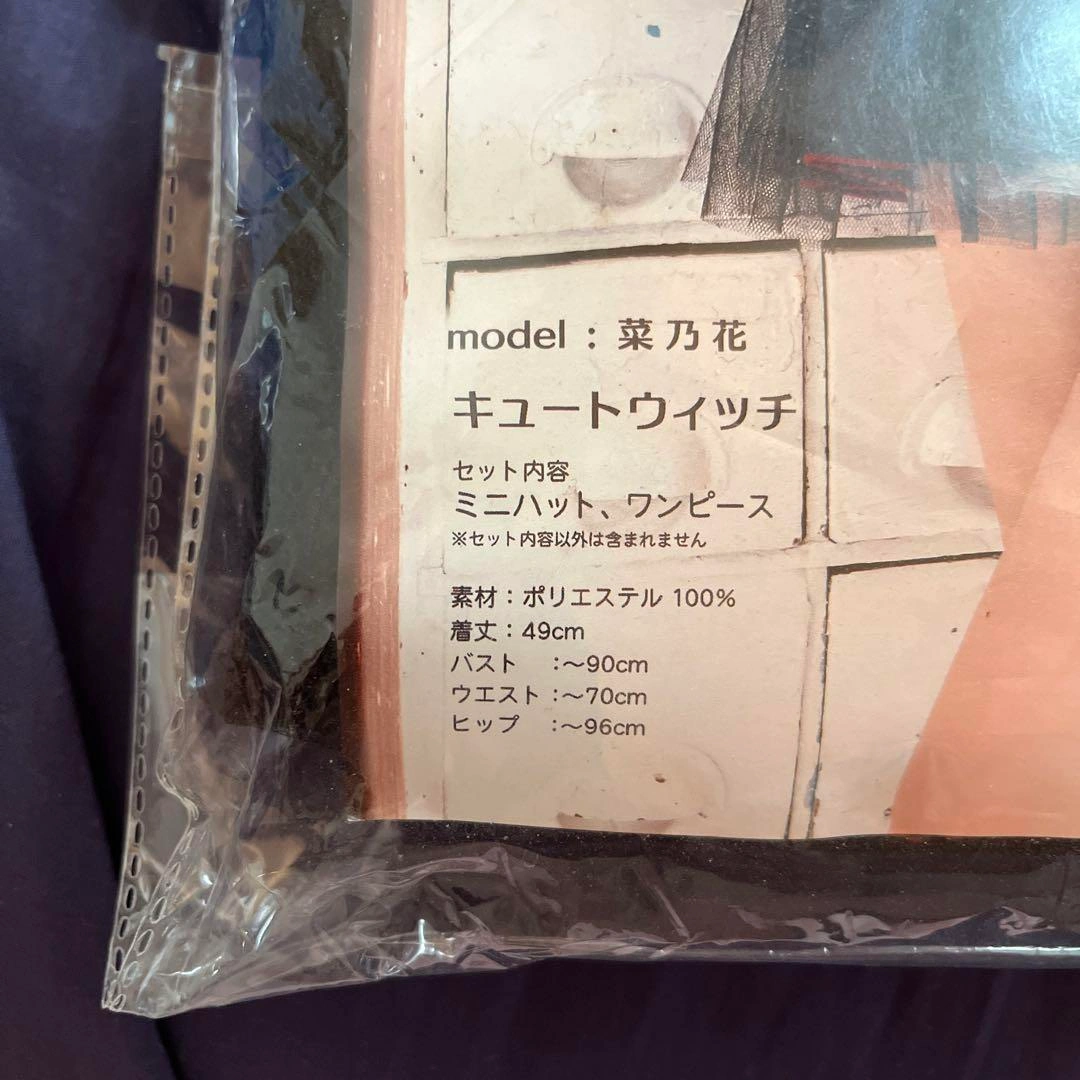 model : 菜乃花
キュートウィッチ
セット内容
ミニハット、ワンピース
※セット内容以外は含まれません
素材：ポリエステル 100%
着丈：49cm
バスト　：～90cm
ウエスト：～70cm
ヒップ　：～96cm